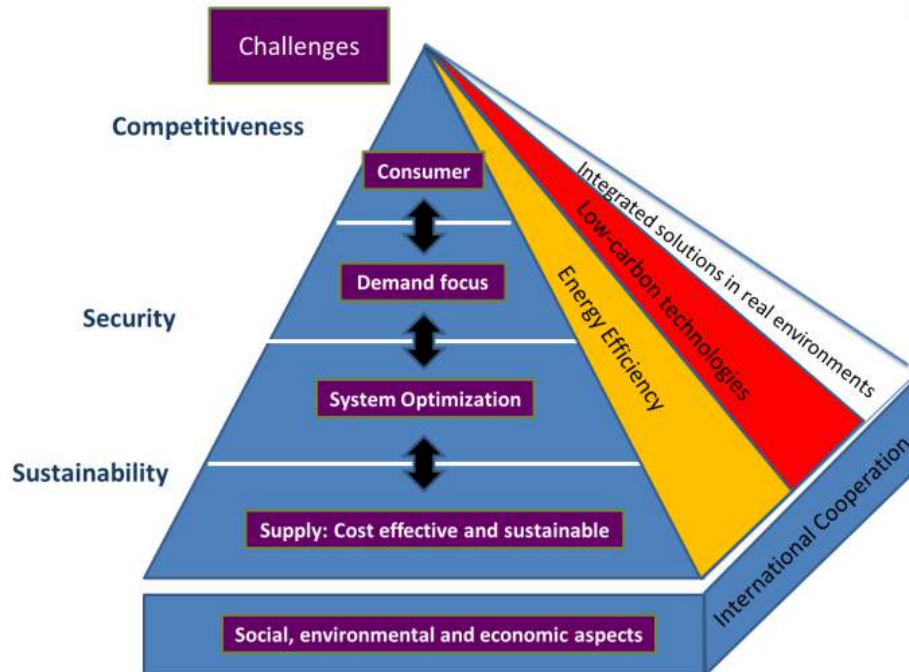 Challenges
Competitiveness
Consumer
Integrated solutions in real environments
Low-carbon technologies
Energy Efficiency
Demand focus
Security
System Optimization
Sustainability
Supply: Cost effective and sustainable
International Cooperation
Social, environmental and economic aspects